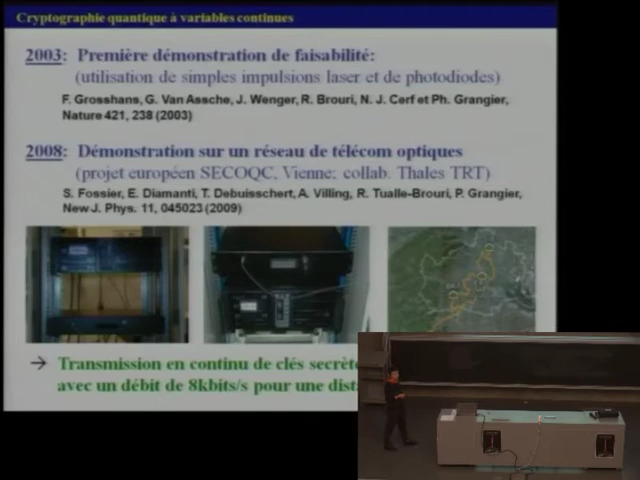 Cryptographie quantique à variables continues
2003: Première démonstration de faisabilité:
(utilisation de simples impulsions laser et de photodiodes)
F. Grosshans, G. Van Assche, J. Wenger, R. Brouri, N. J. Cerf et Ph. Grangier,
Nature 421, 238 (2003)
2008: Démonstration sur un réseau de télécom optiques
(projet européen SECOQC, Vienne; collab. Thales TRT)
S. Fossier, E. Diamanti, T. Debuisschert, A. Villing, R. Tualle-Brouri, P. Grangier,
New J. Phys. 11, 045023 (2009)
→ Transmission en continu de clés secrète
avec un débit de 8kbits/s pour une dist